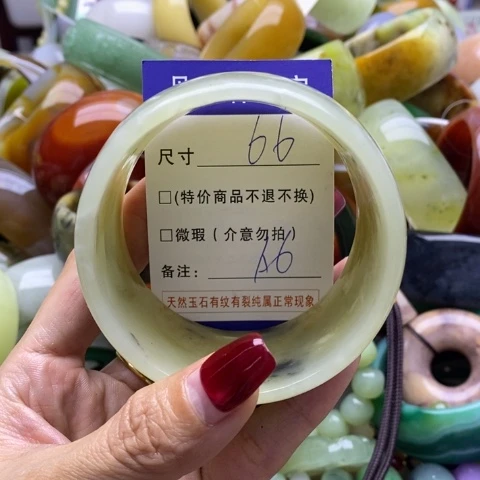 尺寸 66
□(特价商品不退不换)
□微瑕(介意勿拍)
备注: A6
天然玉石有纹有裂纯属正常现象